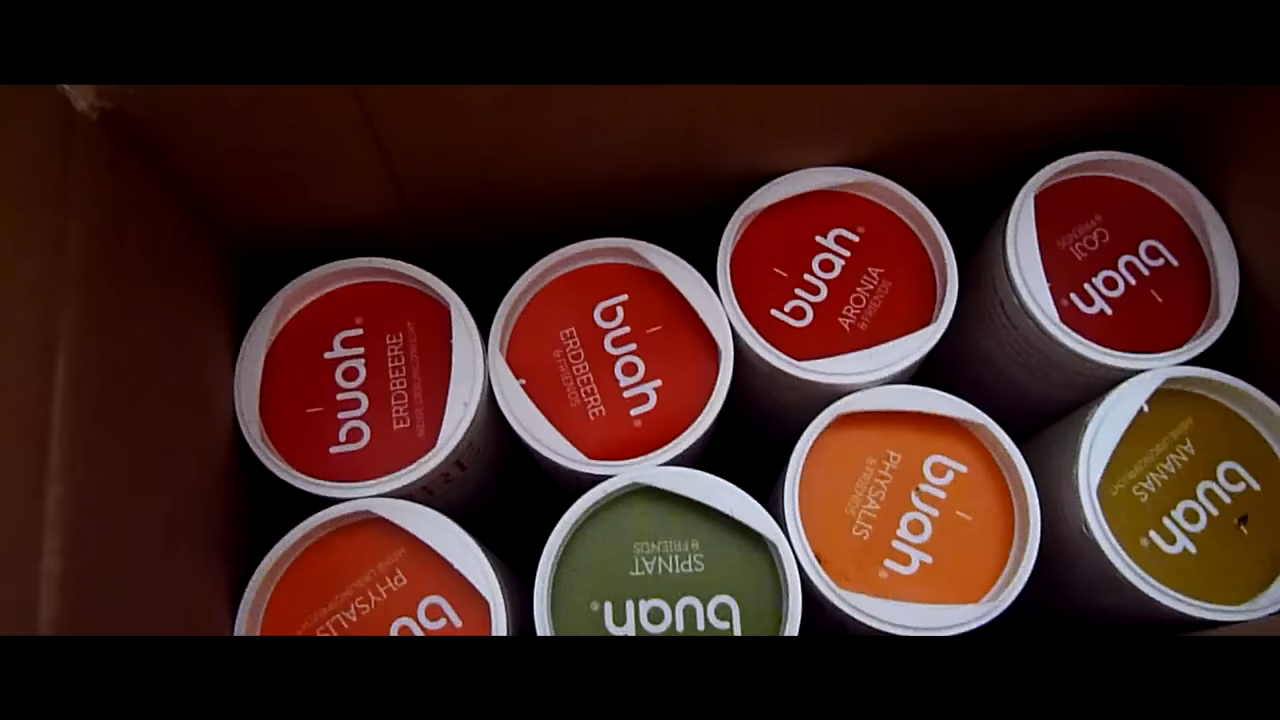 buah®
ERDBEERE
buah®
ERDBEERE
& FRIENDS
buah®
ARONIA
& FRIENDS
buah®
GOJI
& FRIENDS
buah
PHYSALIS
buah®
SPINAT
& FRIENDS
buah®
PHYSALIS
& FRIENDS
buah®
ANANAS